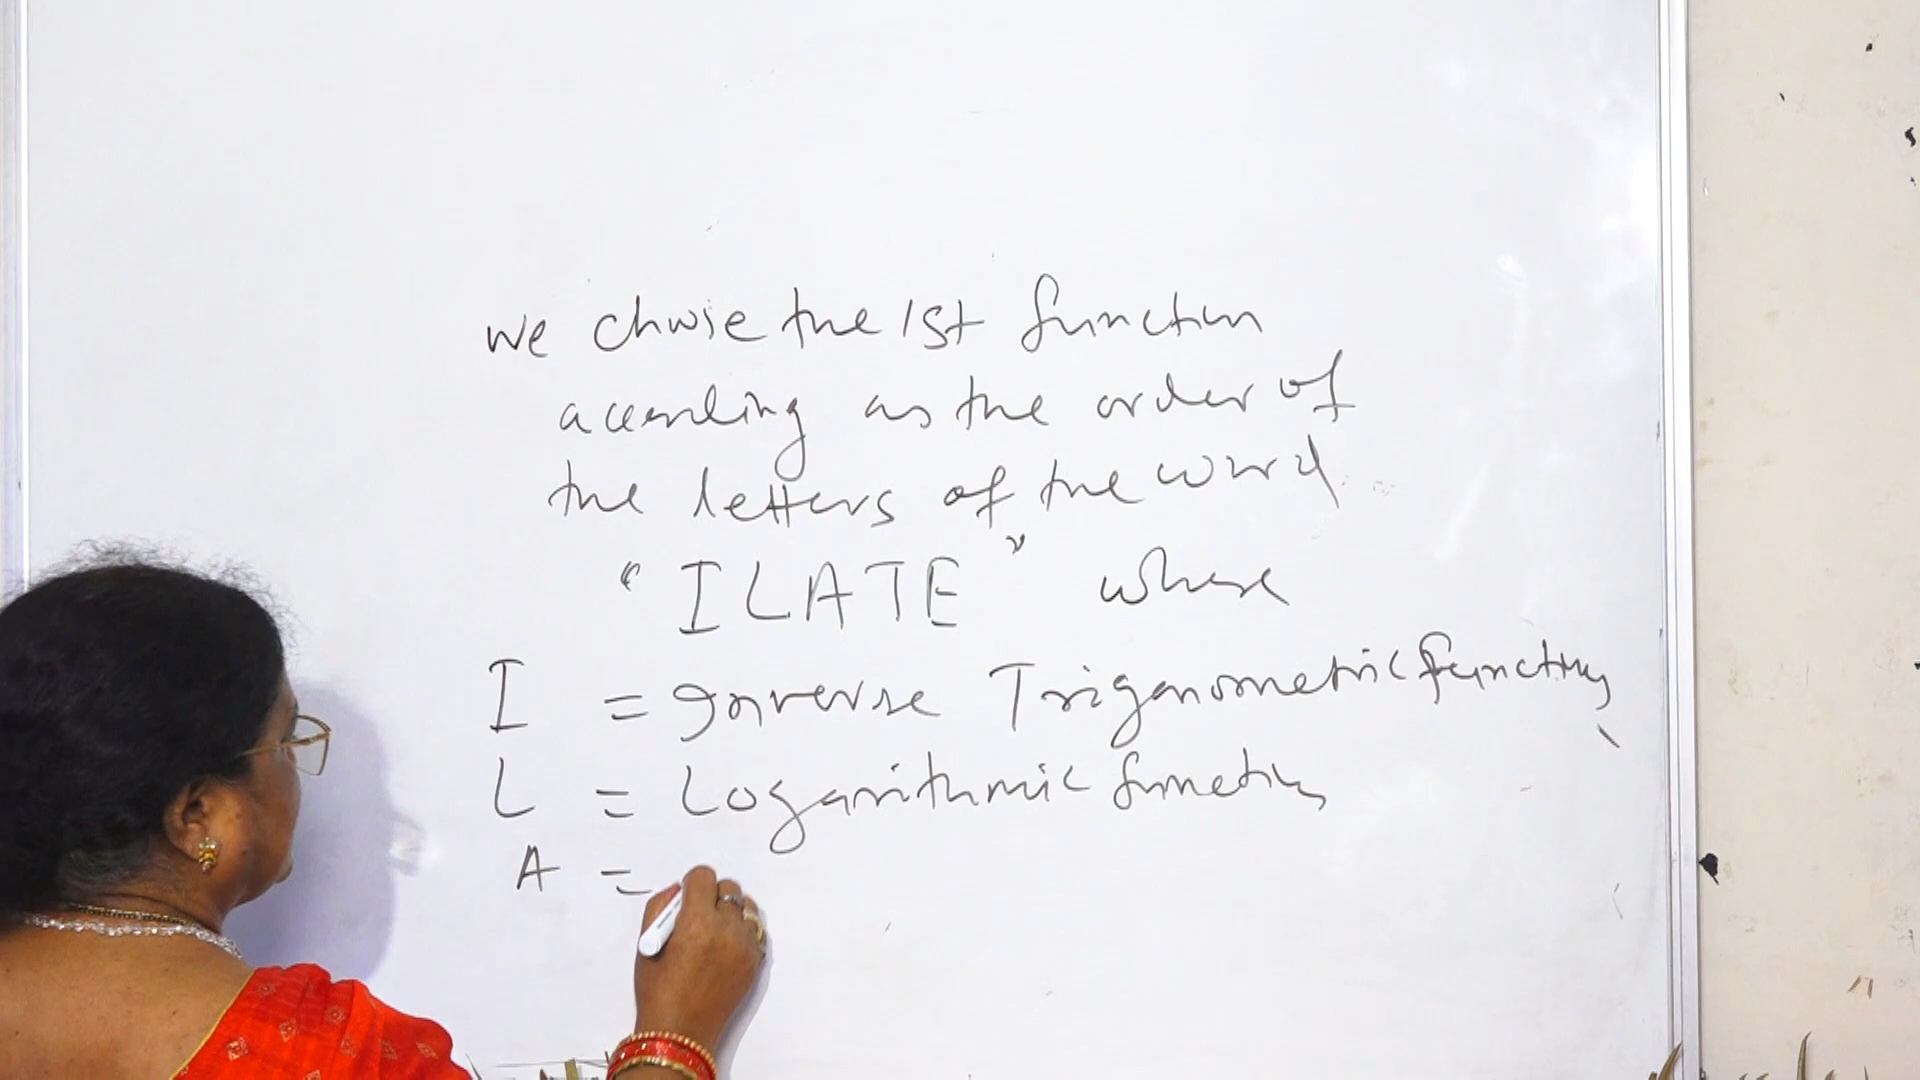 We choose the 1st function
according as the order of
the letters of the word
"ILATE" where
I = Inverse Trigonometric functions
L = Logarithmic functions
A =